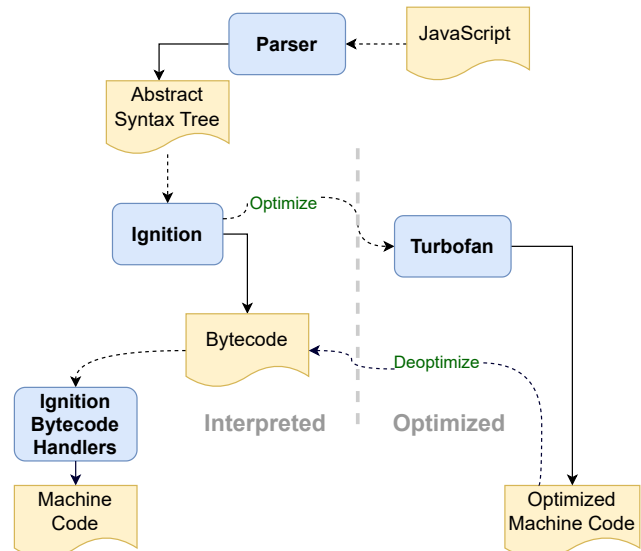 JavaScript
Parser
Abstract
Syntax Tree
Optimize
Ignition
Turbofan
Bytecode
Deoptimize
Ignition
Bytecode
Handlers
Interpreted
Optimized
Machine
Code
Optimized
Machine Code